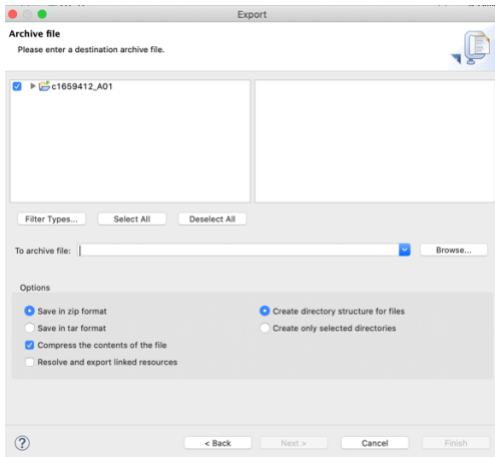 Export
Archive file
Please enter a destination archive file.
c1659412_A01
Filter Types...
Select All
Deselect All
To archive file:
Browse...
Options
Save in zip format
Create directory structure for files
Save in tar format
Create only selected directories
Compress the contents of the file
Resolve and export linked resources
?
< Back
Next >
Cancel
Finish